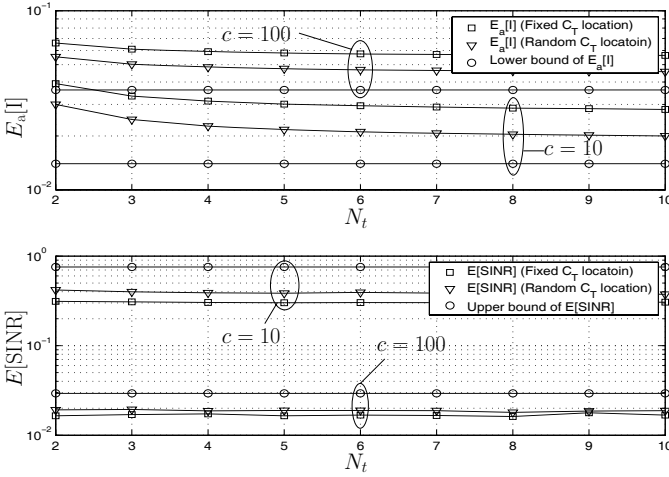 10⁻¹
E_a[I] (Fixed C_T location)
E_a[I] (Random C_T locatoin)
Lower bound of E_a[I]
c = 100
c = 10
E_a[I]
10⁻²
2 3 4 5 6 7 8 9 10
N_t
10⁰
E[SINR] (Fixed C_T locatoin)
E[SINR] (Random C_T location)
Upper bound of E[SINR]
c = 10
10⁻¹
c = 100
E[SINR]
10⁻²
2 3 4 5 6 7 8 9 10
N_t